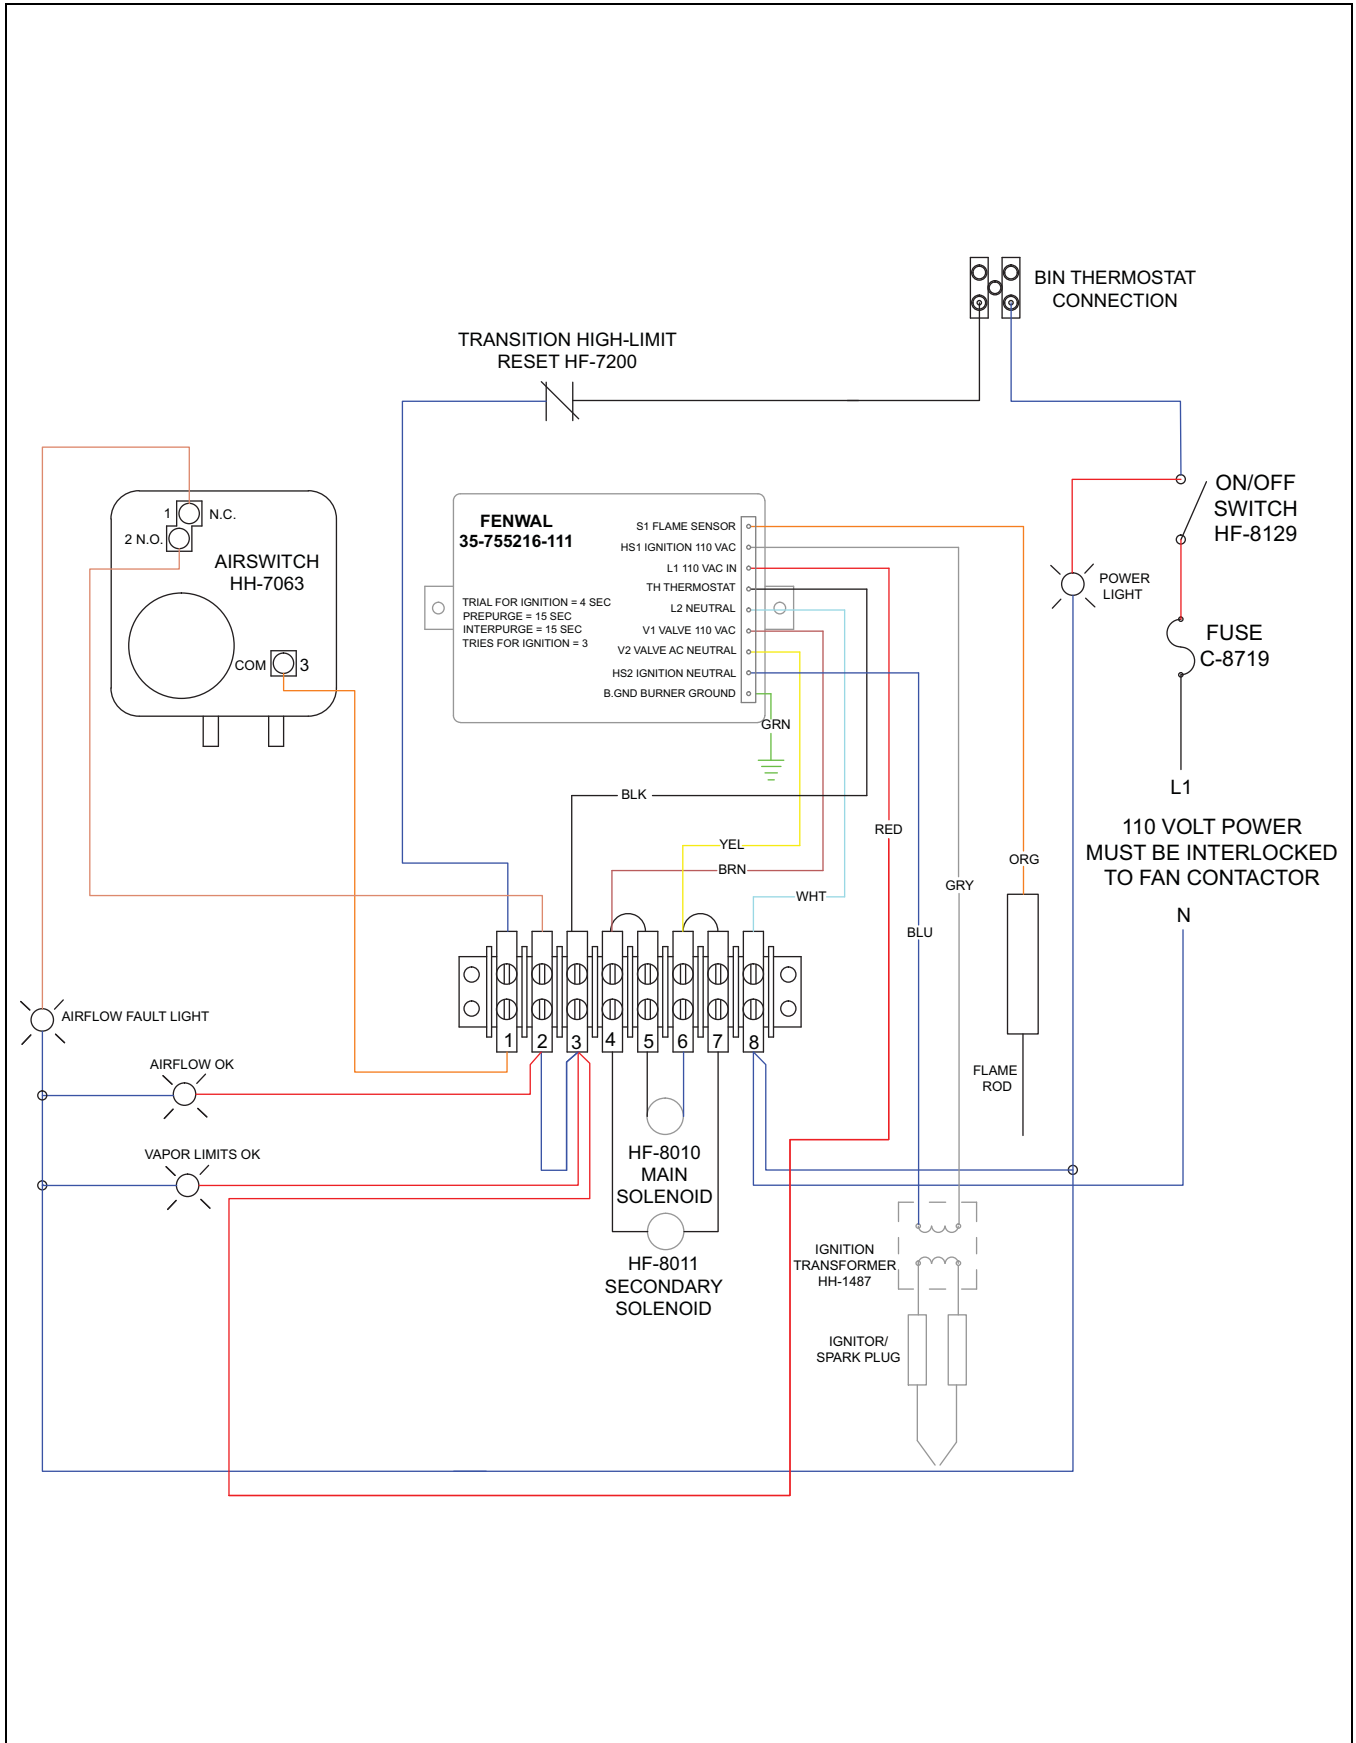 BIN THERMOSTAT
CONNECTION
TRANSITION HIGH-LIMIT
RESET HF-7200
ON/OFF
SWITCH
HF-8129
1
N.C.
2 N.O.
AIRSWITCH
HH-7063
COM
3
FENWAL
35-755216-111
TRIAL FOR IGNITION = 4 SEC
PREPURGE = 15 SEC
INTERPURGE = 15 SEC
TRIES FOR IGNITION = 3
S1 FLAME SENSOR
HS1 IGNITION 110 VAC
L1 110 VAC IN
TH THERMOSTAT
L2 NEUTRAL
V1 VALVE 110 VAC
V2 VALVE AC NEUTRAL
HS2 IGNITION NEUTRAL
B.GND BURNER GROUND
GRN
POWER
LIGHT
FUSE
C-8719
L1
110 VOLT POWER
MUST BE INTERLOCKED
TO FAN CONTACTOR
N
BLK
RED
YEL
BRN
ORG
GRY
WHT
BLU
AIRFLOW FAULT LIGHT
1
2
3
4
5
6
7
8
AIRFLOW OK
FLAME
ROD
VAPOR LIMITS OK
HF-8010
MAIN
SOLENOID
HF-8011
SECONDARY
SOLENOID
IGNITION
TRANSFORMER
HH-1487
IGNITOR/
SPARK PLUG